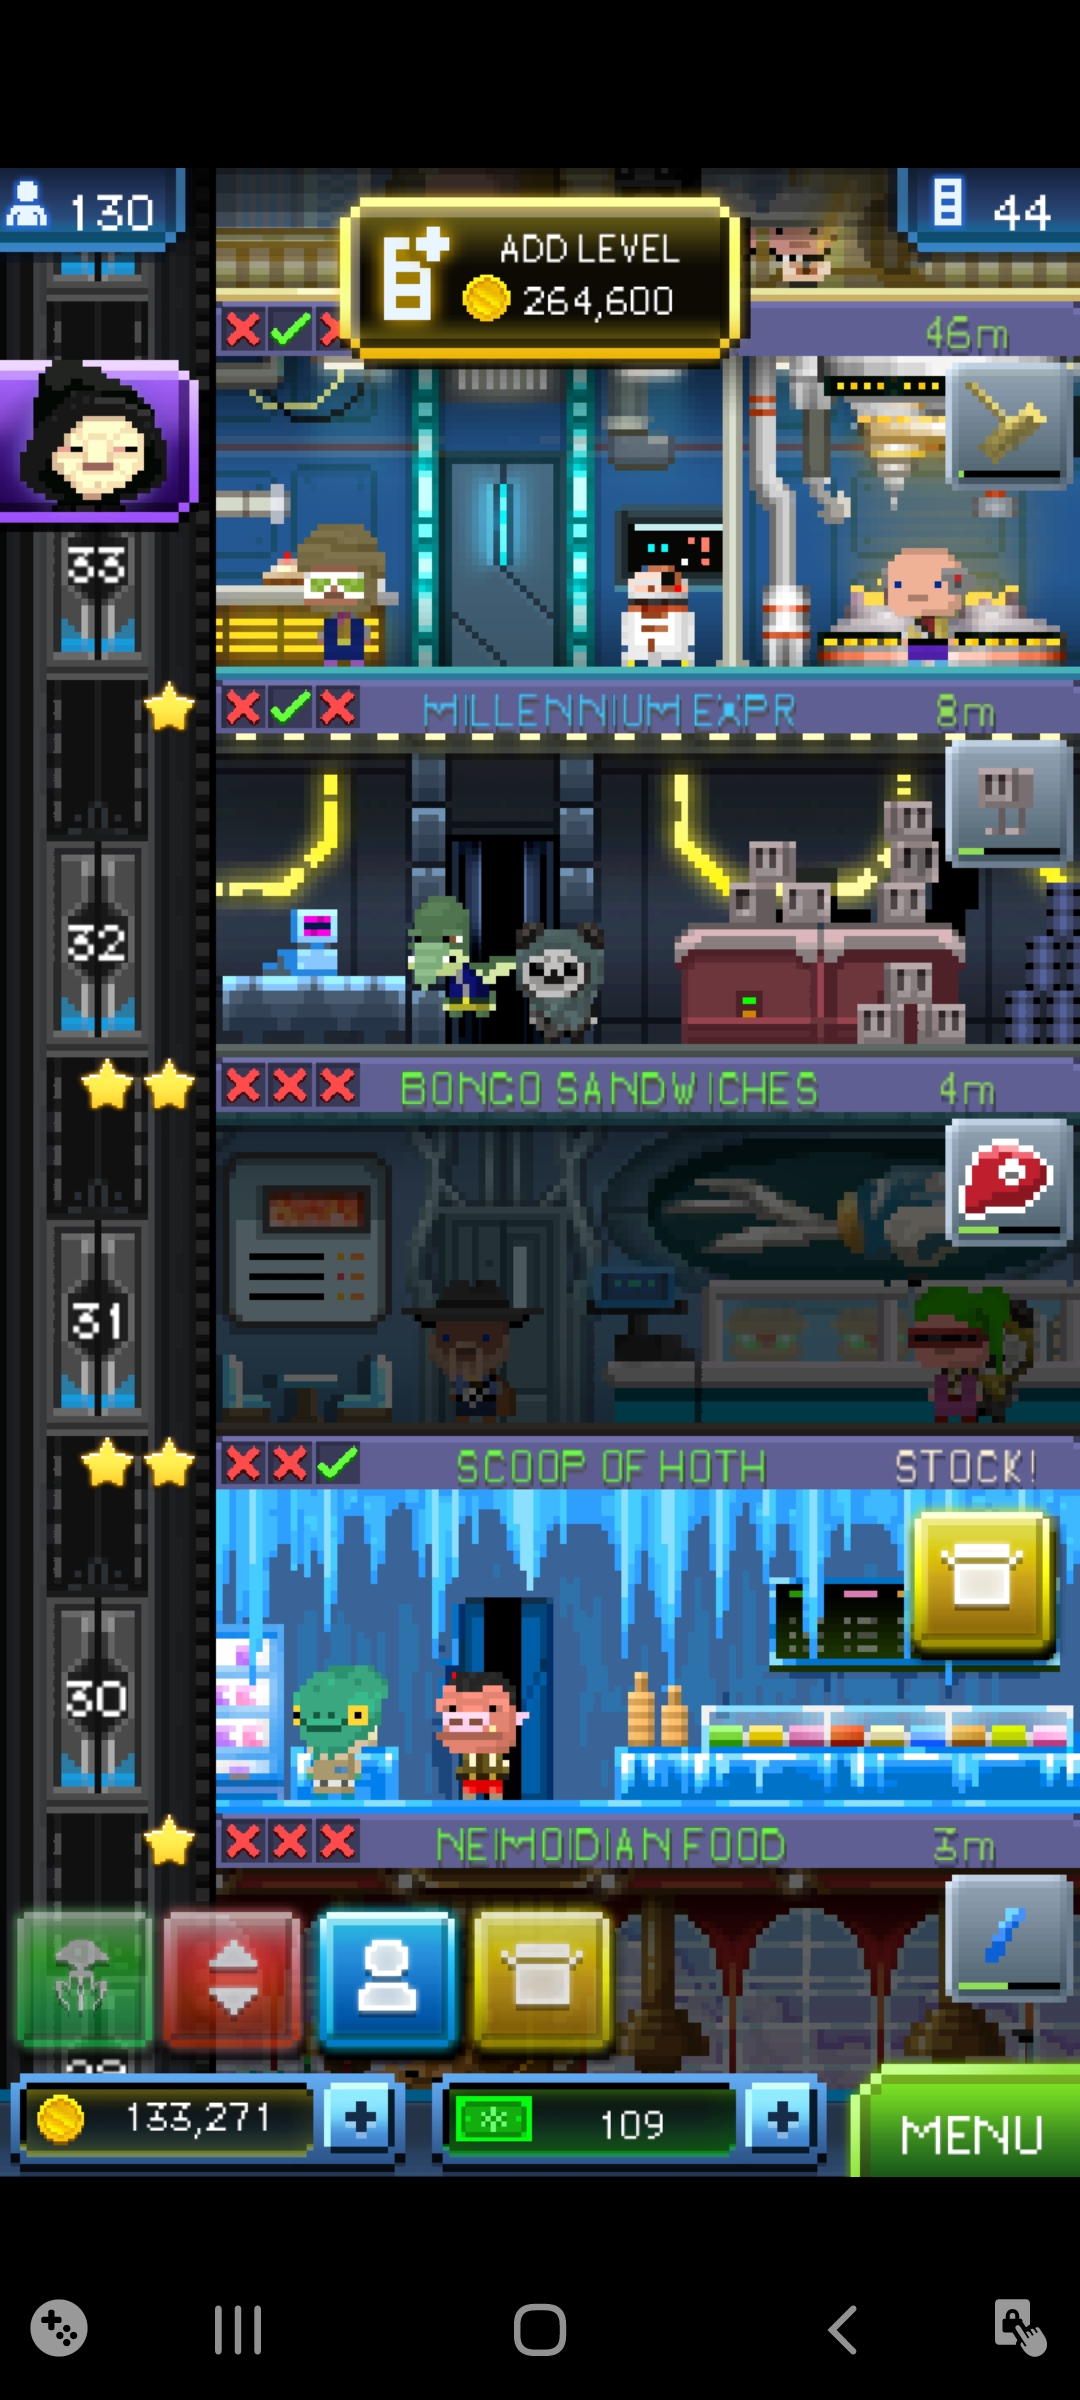 130
44
ADD LEVEL
264,600
46m
33
MILLENNIUM EXPR
8m
32
BONGO SANDWICHES
4m
31
SCOOP OF HOTH
STOCK!
30
NEIMOIDIAN FOOD
3m
133,271
109
MENU